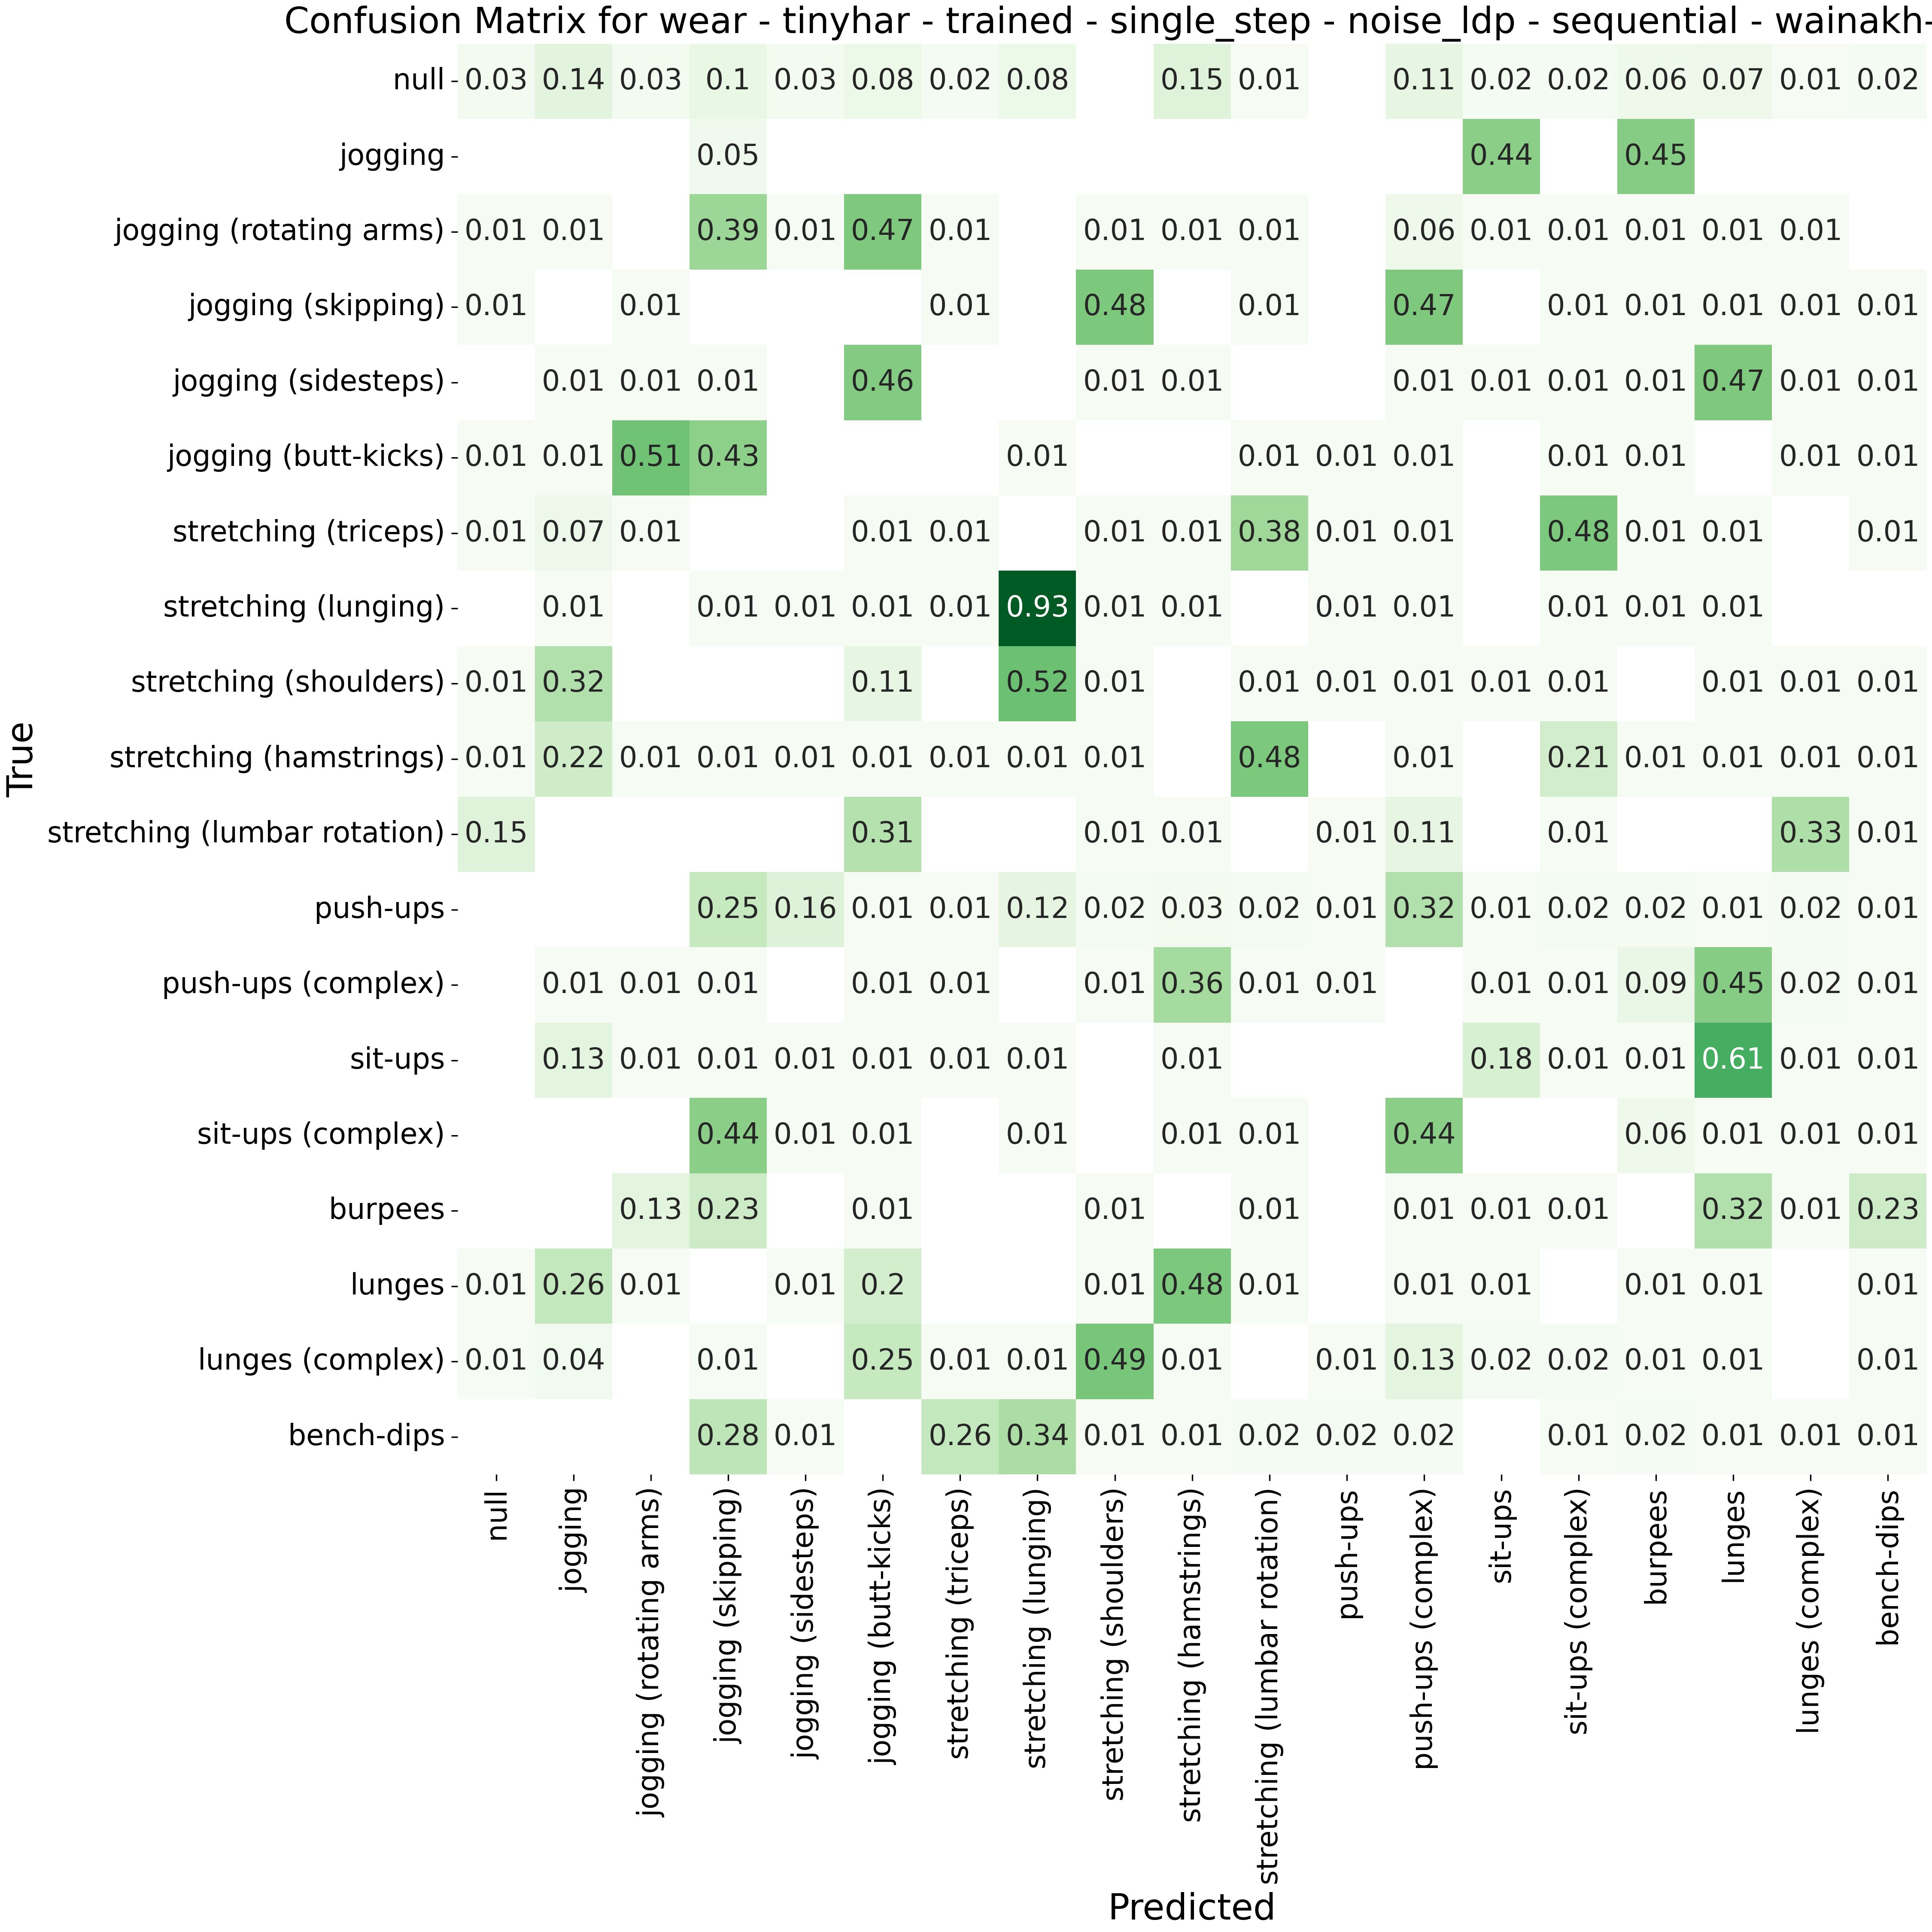 Confusion Matrix for wear - tinyhar - trained - single_step - noise_ldp - sequential - wainakh-
null 0.03 0.14 0.03 0.1 0.03 0.08 0.02 0.08 0.15 0.01 0.11 0.02 0.02 0.06 0.07 0.01 0.02
jogging 0.05 0.44 0.45
jogging (rotating arms) 0.01 0.01 0.39 0.01 0.47 0.01 0.01 0.01 0.01 0.06 0.01 0.01 0.01 0.01 0.01
jogging (skipping) 0.01 0.01 0.01 0.48 0.01 0.47 0.01 0.01 0.01 0.01 0.01
jogging (sidesteps) 0.01 0.01 0.01 0.46 0.01 0.01 0.01 0.01 0.01 0.01 0.47 0.01 0.01
jogging (butt-kicks) 0.01 0.01 0.51 0.43 0.01 0.01 0.01 0.01 0.01 0.01 0.01 0.01
stretching (triceps) 0.01 0.07 0.01 0.01 0.01 0.01 0.01 0.38 0.01 0.01 0.48 0.01 0.01 0.01
stretching (lunging) 0.01 0.01 0.01 0.01 0.01 0.93 0.01 0.01 0.01 0.01 0.01 0.01 0.01
stretching (shoulders) 0.01 0.32 0.11 0.52 0.01 0.01 0.01 0.01 0.01 0.01 0.01 0.01 0.01
stretching (hamstrings) 0.01 0.22 0.01 0.01 0.01 0.01 0.01 0.01 0.01 0.48 0.01 0.21 0.01 0.01 0.01 0.01
stretching (lumbar rotation) 0.15 0.31 0.01 0.01 0.01 0.11 0.01 0.33 0.01
push-ups 0.25 0.16 0.01 0.01 0.12 0.02 0.03 0.02 0.01 0.32 0.01 0.02 0.02 0.01 0.02 0.01
push-ups (complex) 0.01 0.01 0.01 0.01 0.01 0.01 0.36 0.01 0.01 0.01 0.01 0.09 0.45 0.02 0.01
sit-ups 0.13 0.01 0.01 0.01 0.01 0.01 0.01 0.01 0.18 0.01 0.01 0.61 0.01 0.01
sit-ups (complex) 0.44 0.01 0.01 0.01 0.01 0.01 0.44 0.06 0.01 0.01 0.01
burpees 0.13 0.23 0.01 0.01 0.01 0.01 0.01 0.01 0.32 0.01 0.23
lunges 0.01 0.26 0.01 0.01 0.2 0.01 0.48 0.01 0.01 0.01 0.01 0.01 0.01
lunges (complex) 0.01 0.04 0.01 0.25 0.01 0.01 0.49 0.01 0.01 0.13 0.02 0.02 0.01 0.01 0.01
bench-dips 0.28 0.01 0.26 0.34 0.01 0.01 0.02 0.02 0.02 0.01 0.02 0.01 0.01 0.01
True
null
jogging
jogging (rotating arms)
jogging (skipping)
jogging (sidesteps)
jogging (butt-kicks)
stretching (triceps)
stretching (lunging)
stretching (shoulders)
stretching (hamstrings)
stretching (lumbar rotation)
push-ups
push-ups (complex)
sit-ups
sit-ups (complex)
burpees
lunges
lunges (complex)
bench-dips
Predicted